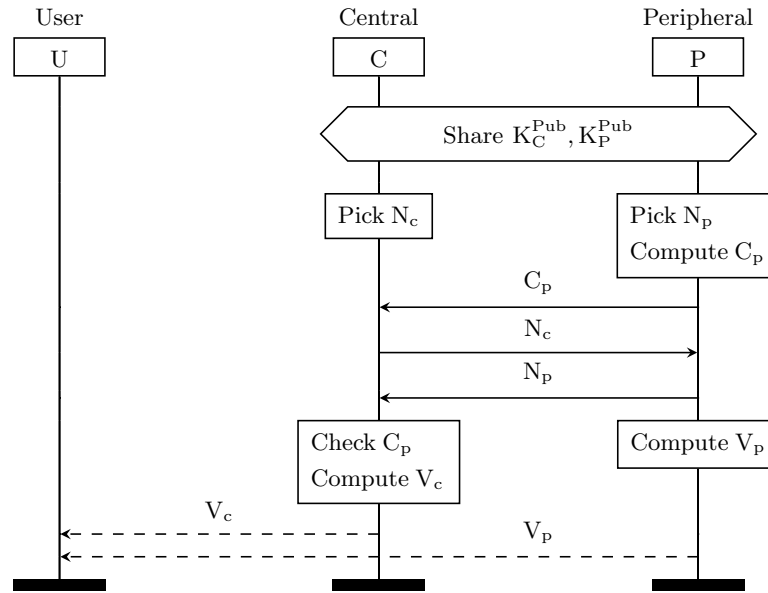 User Central Peripheral
U C P
Share K_C^Pub, K_P^Pub
Pick N_c
Pick N_p
Compute C_p
C_p
N_c
N_p
Check C_p
Compute V_c
Compute V_p
V_c
V_p